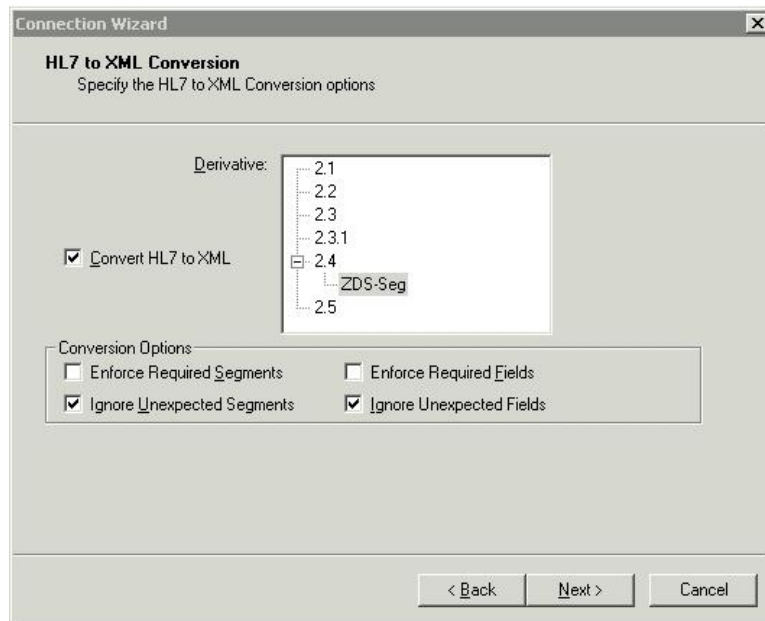 Connection Wizard
HL7 to XML Conversion
Specify the HL7 to XML Conversion options
Derivative:
2.1
2.2
2.3
2.3.1
Convert HL7 to XML
2.4
ZDS-Seg
2.5
Conversion Options
Enforce Required Segments
Enforce Required Fields
Ignore Unexpected Segments
Ignore Unexpected Fields
< Back
Next >
Cancel